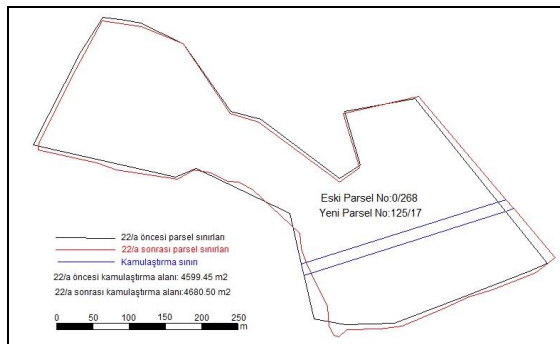 Eski Parsel No:0/268
Yeni Parsel No:125/17
22/a öncesi parsel sınırları
22/a sonrası parsel sınırları
Kamulaştırma sınırı
22/a öncesi kamulaştırma alanı: 4599.45 m2
22/a sonrası kamulaştırma alanı:4680.50 m2
0 50 100 150 200 250
m